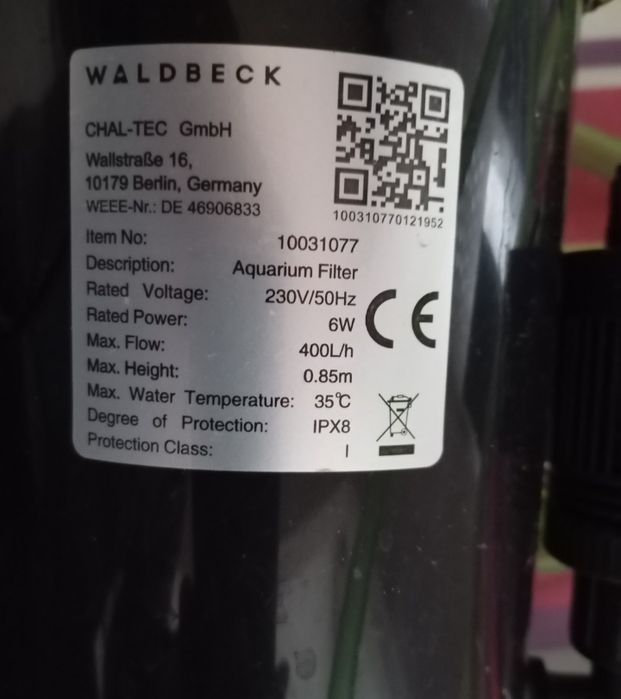 WALDBECK
CHAL-TEC GmbH
Wallstraße 16,
10179 Berlin, Germany
WEEE-Nr.: DE 46906833
100310770121952
Item No: 10031077
Description: Aquarium Filter
Rated Voltage: 230V/50Hz
Rated Power: 6W
Max. Flow: 400L/h
Max. Height: 0.85m
Max. Water Temperature: 35℃
Degree of Protection: IPX8
Protection Class: I
CE